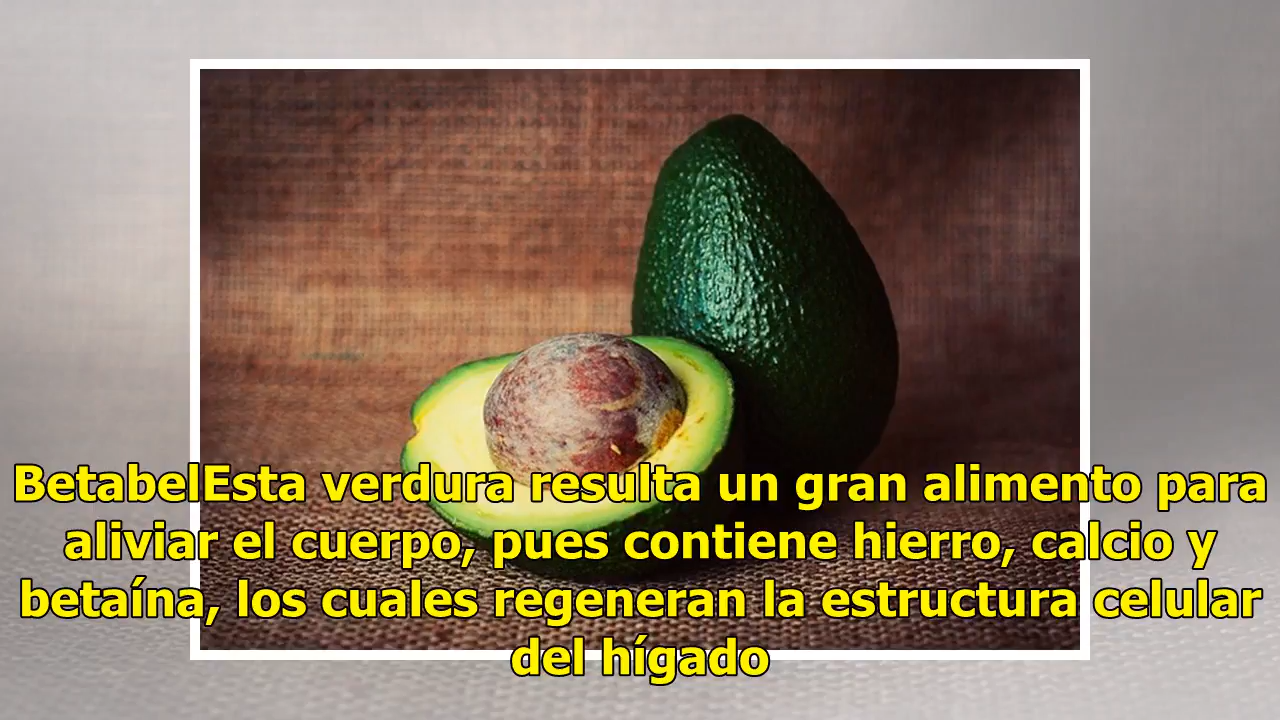 BetabelEsta verdura resulta un gran alimento para
aliviar el cuerpo, pues contiene hierro, calcio y
betaína, los cuales regeneran la estructura celular
del hígado